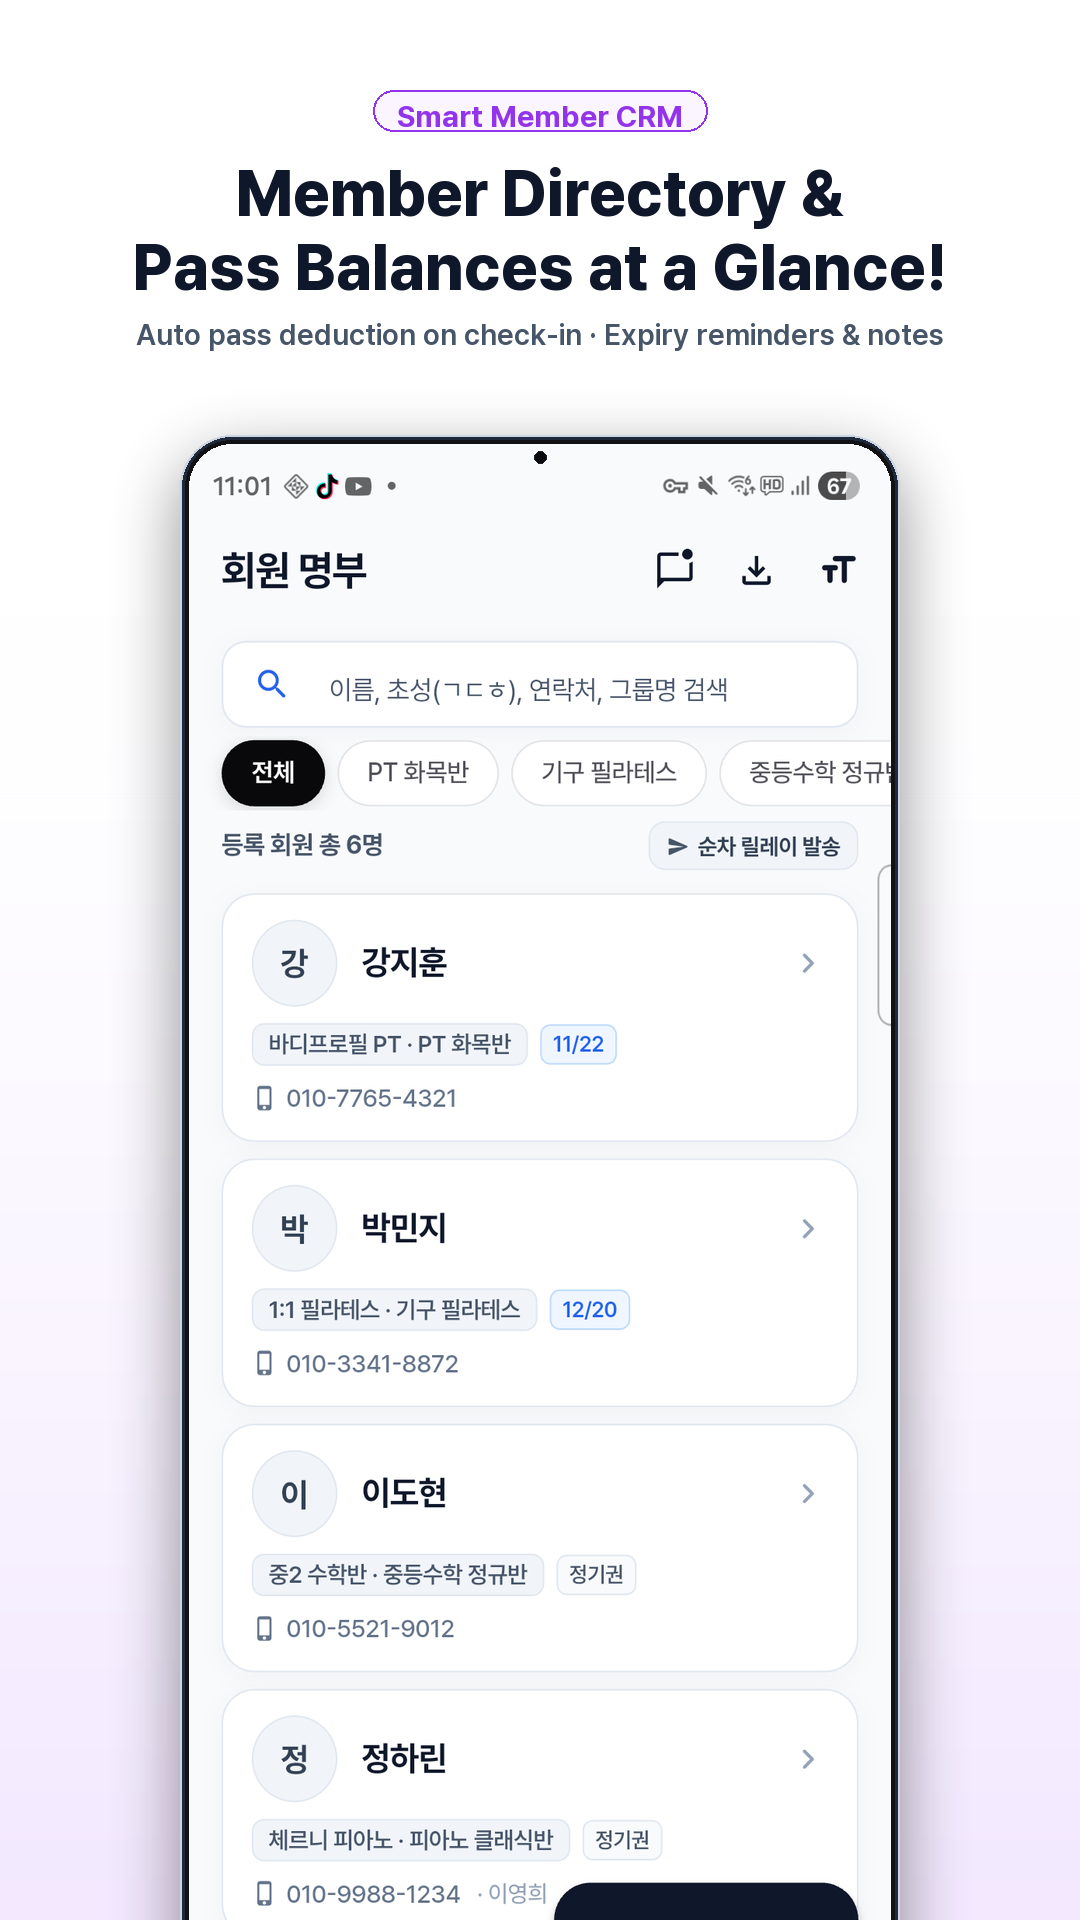 Smart Member CRM
Member Directory &
Pass Balances at a Glance!
Auto pass deduction on check-in · Expiry reminders & notes
11:01 HD 67
회원 명부
이름, 초성(ㄱㄷㅎ), 연락처, 그룹명 검색
전체 PT 화목반 기구 필라테스 중등수학 정규반
등록 회원 총 6명 순차 릴레이 발송
강 강지훈
바디프로필 PT · PT 화목반 11/22
010-7765-4321
박 박민지
1:1 필라테스 · 기구 필라테스 12/20
010-3341-8872
이 이도현
중2 수학반 · 중등수학 정규반 정기권
010-5521-9012
정 정하린
체르니 피아노 · 피아노 클래식반 정기권
010-9988-1234 · 이영희